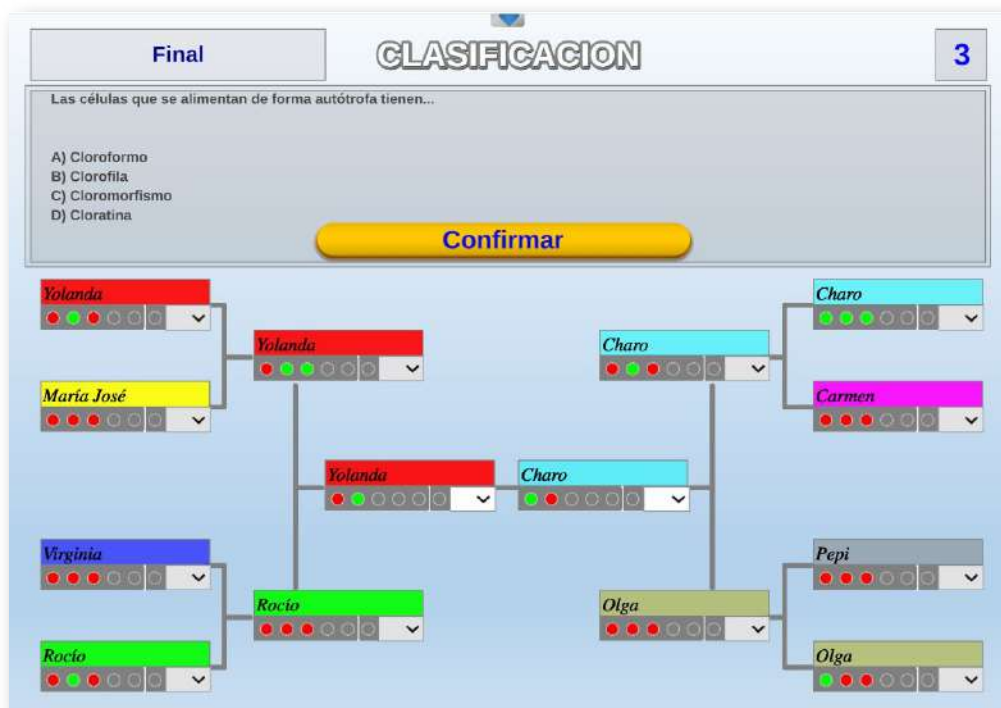 Final
CLASIFICACION
3
Las células que se alimentan de forma autótrofa tienen...
A) Cloroformo
B) Clorofila
C) Cloromorfismo
D) Cloratina
Confirmar
Yolanda
Charo
Yolanda
Charo
María José
Carmen
Yolanda
Charo
Virginia
Pepi
Rocío
Olga
Rocío
Olga